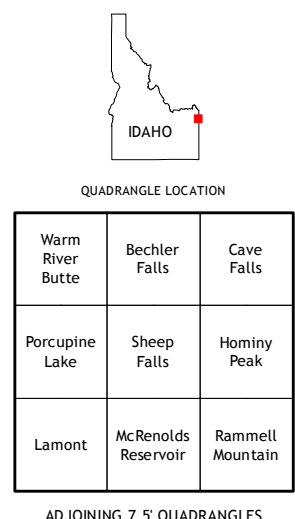 IDAHO
QUADRANGLE LOCATION
Warm
River
Butte
Bechler
Falls
Cave
Falls
Porcupine
Lake
Sheep
Falls
Hominy
Peak
Lamont
McRenolds
Reservoir
Rammell
Mountain
ADJOINING 7.5' QUADRANGLES